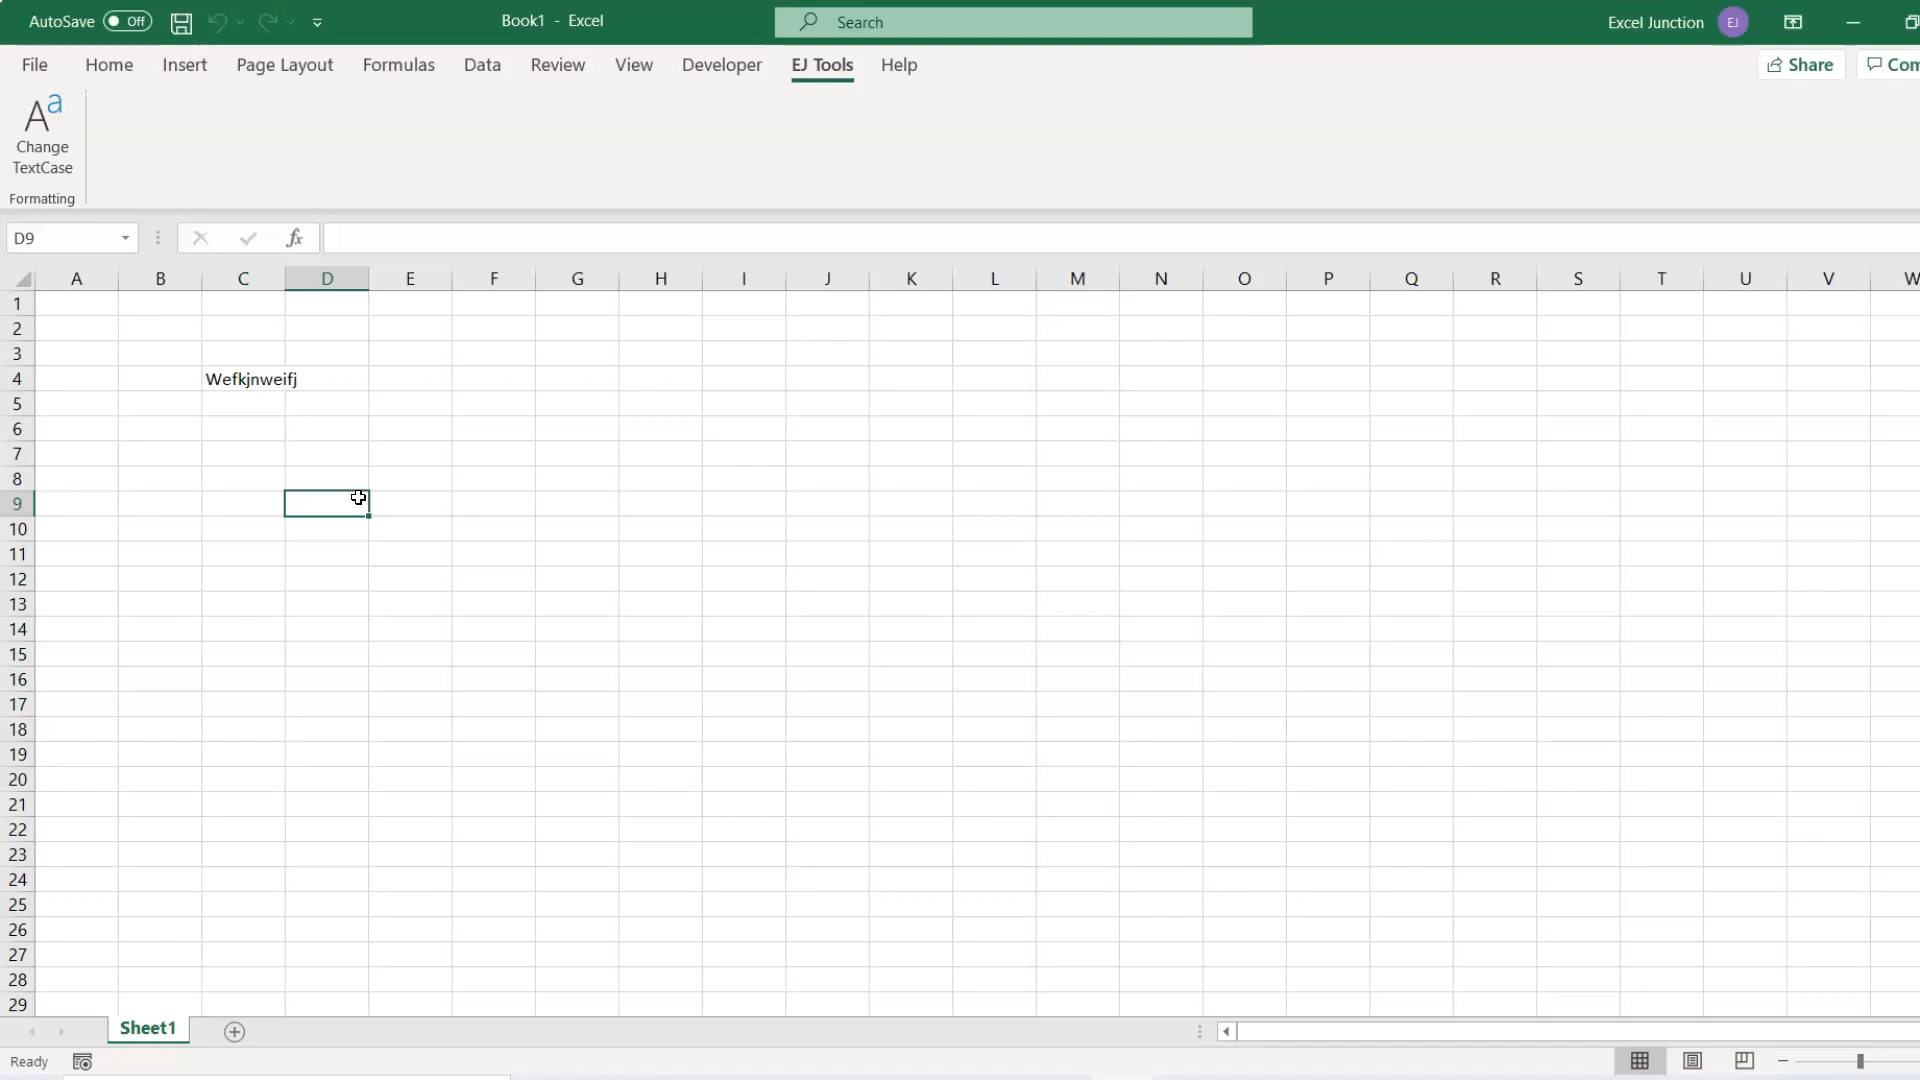 AutoSave Off Book1 - Excel Search Excel Junction EJ
File Home Insert Page Layout Formulas Data Review View Developer EJ Tools Help Share Com
Aa
Change
TextCase
Formatting
D9 fx
A B C D E F G H I J K L M N O P Q R S T U V W
1
2
3
4 Wefkjnweifj
5
6
7
8
9
10
11
12
13
14
15
16
17
18
19
20
21
22
23
24
25
26
27
28
29
Sheet1
Ready